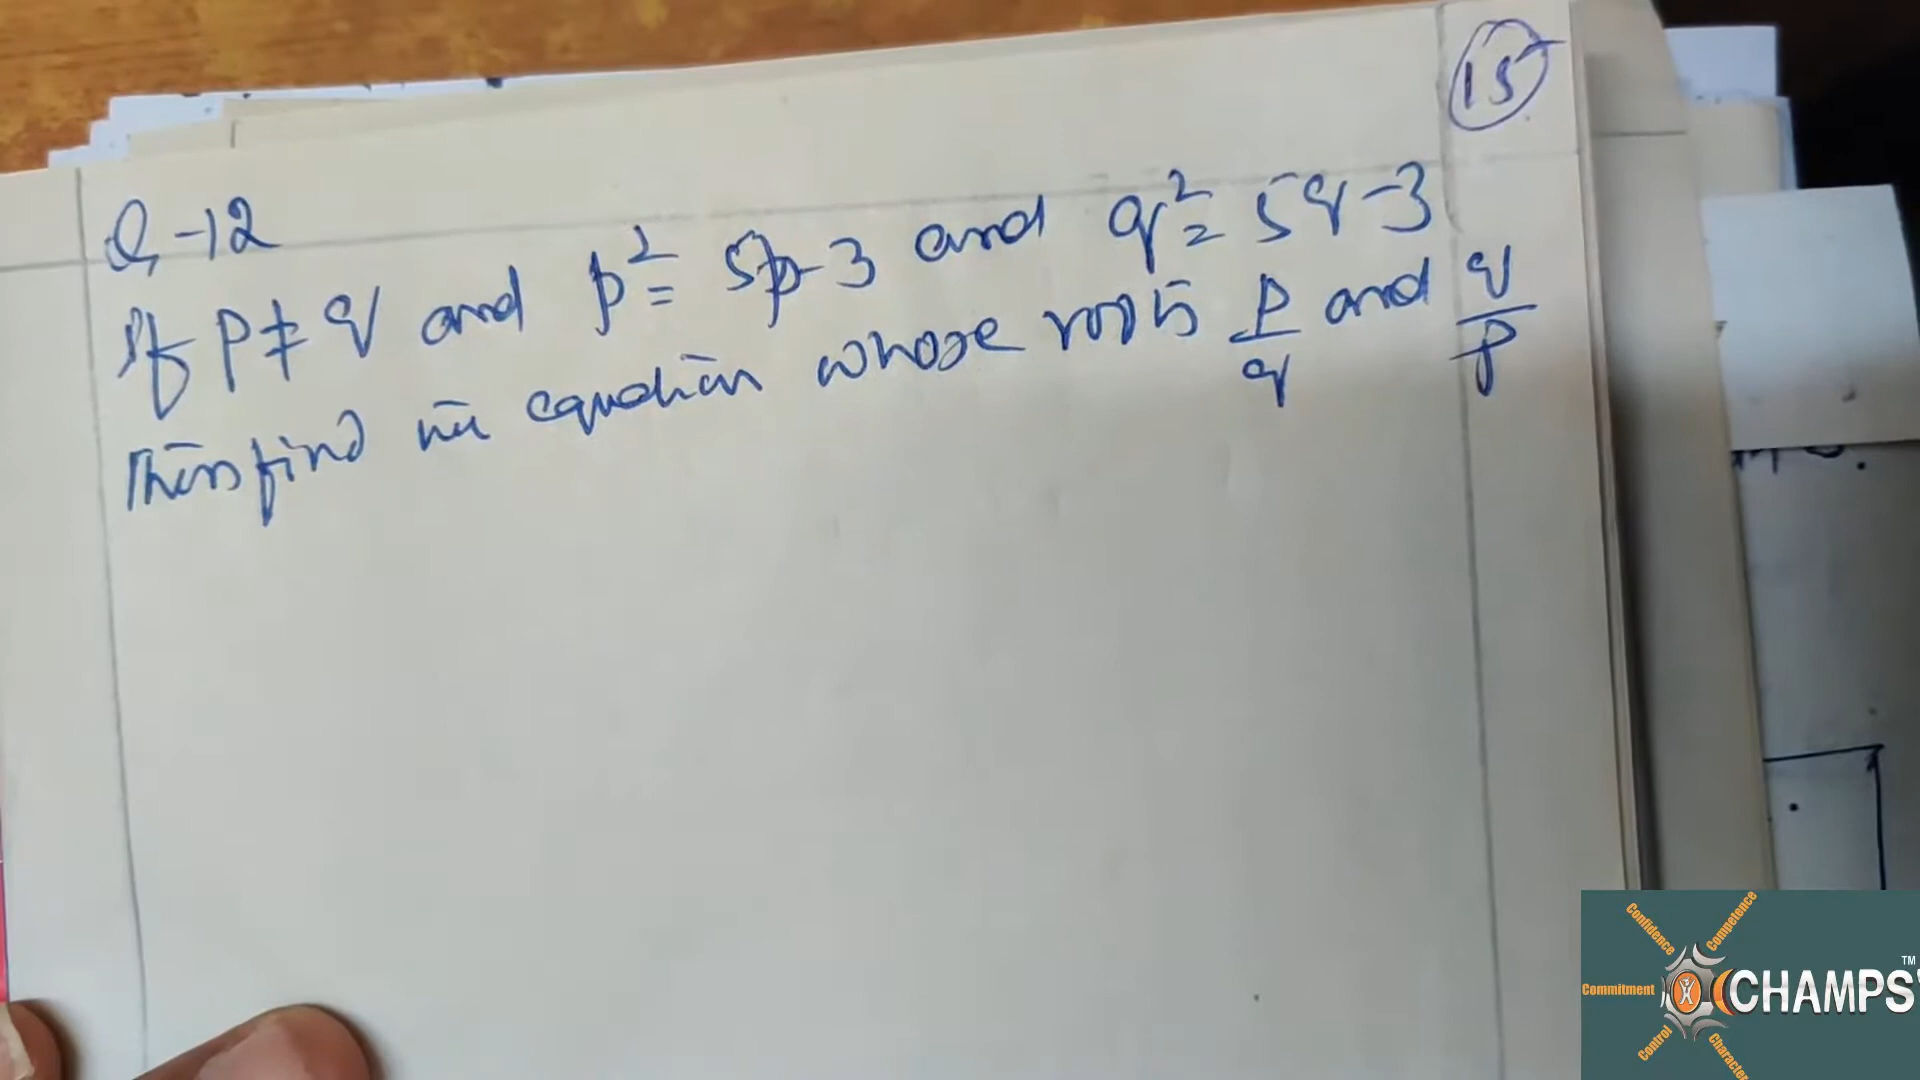 15
Q-12
If p ≠ q and p² = 5p-3 and q² = 5q-3
Then find the equation whose roots p/q and q/p
Confidence
Competence
Commitment
CHAMPS
TM
Control
Character